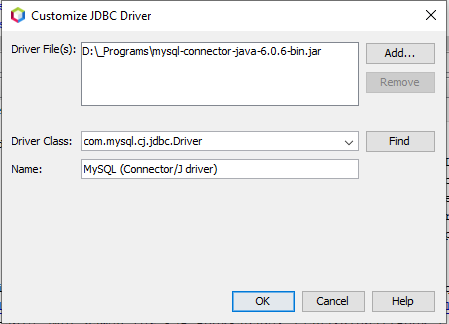 Customize JDBC Driver
Driver File(s):
D:\_Programs\mysql-connector-java-6.0.6-bin.jar
Add...
Remove
Driver Class:
com.mysql.cj.jdbc.Driver
Find
Name:
MySQL (Connector/J driver)
OK
Cancel
Help